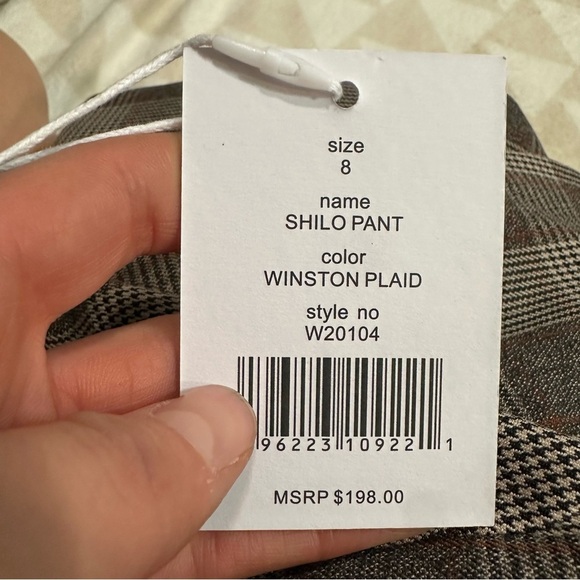 size
8
name
SHILO PANT
color
WINSTON PLAID
style no
W20104
96223 10922 1
MSRP $198.00